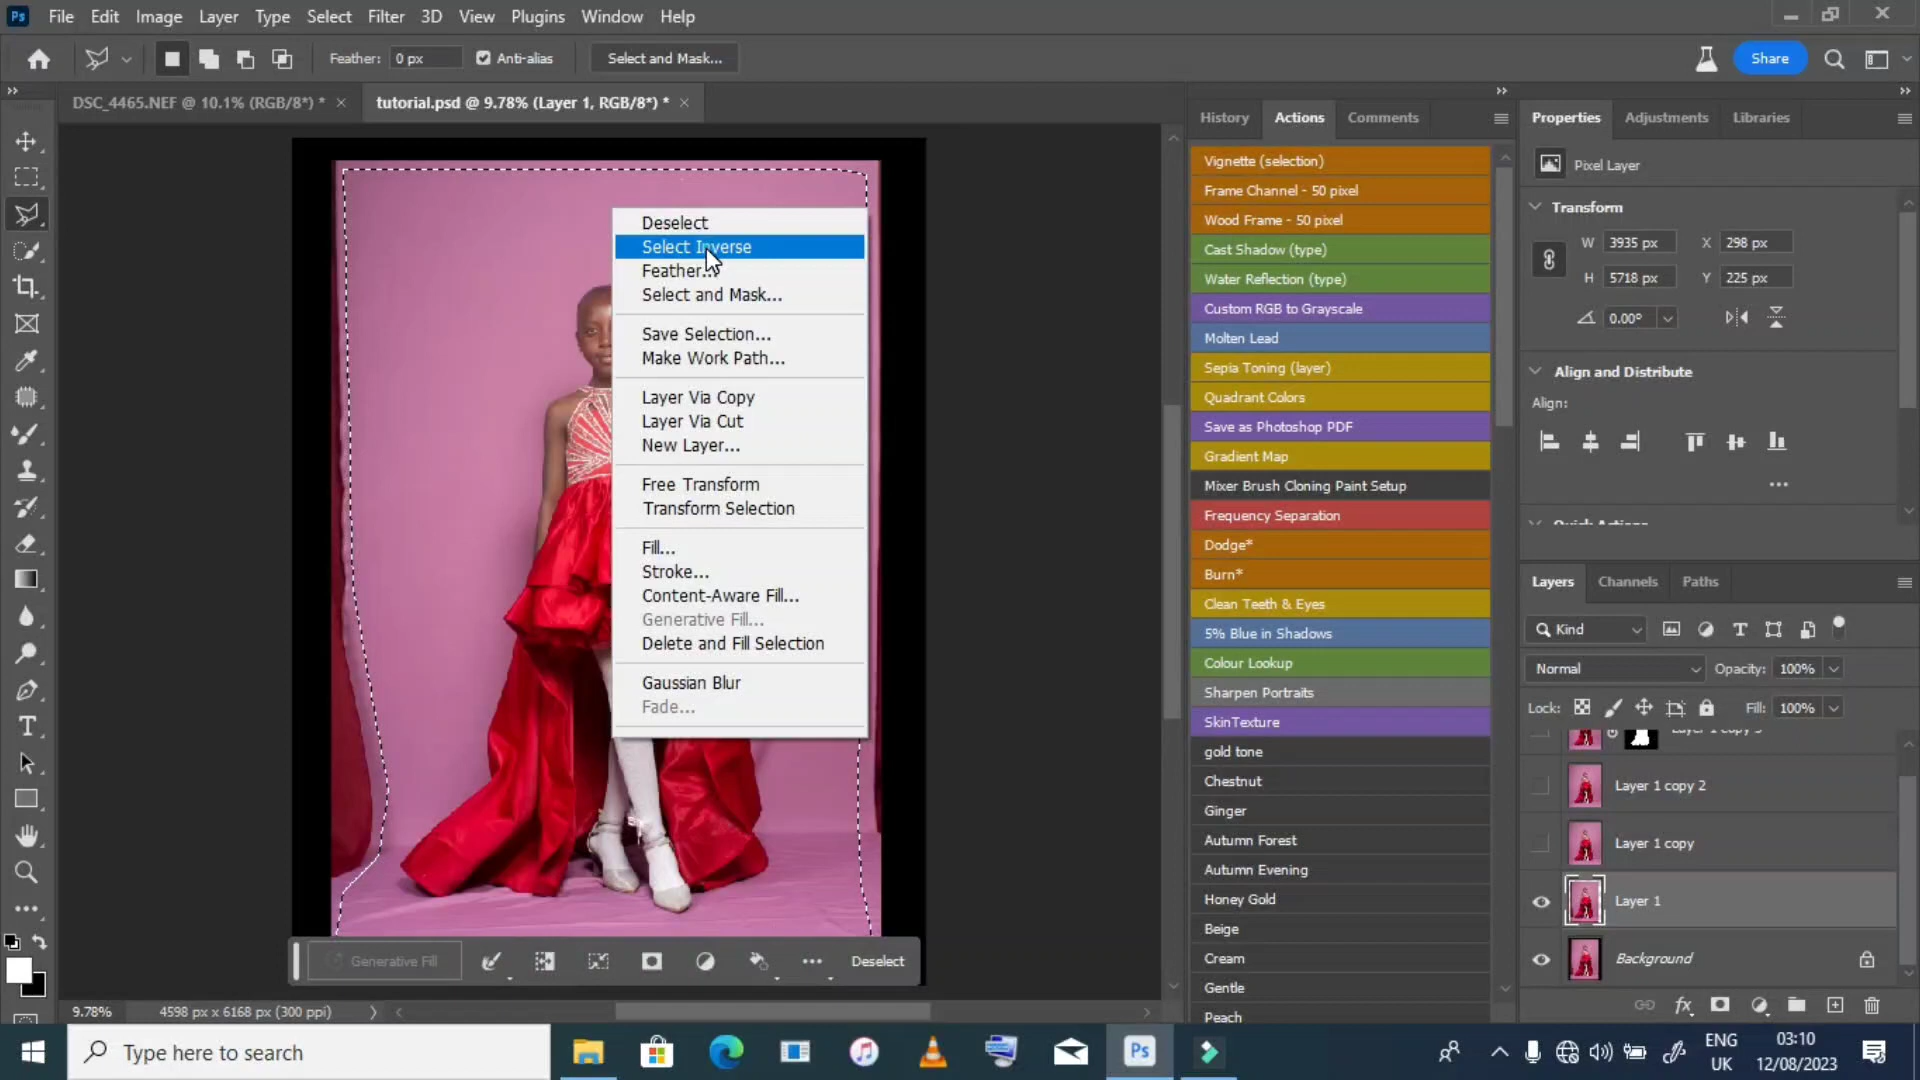 Ps File Edit Image Layer Type Select Filter 3D View Plugins Window Help
Feather: 0 px Anti-alias Select and Mask... Share
DSC_4465.NEF @ 10.1% (RGB/8*) * tutorial.psd @ 9.78% (Layer 1, RGB/8*) *
History Actions Comments
Properties Adjustments Libraries
Deselect
Select Inverse
Feather...
Select and Mask...
Save Selection...
Make Work Path...
Layer Via Copy
Layer Via Cut
New Layer...
Free Transform
Transform Selection
Fill...
Stroke...
Content-Aware Fill...
Generative Fill...
Delete and Fill Selection
Gaussian Blur
Fade...
Generative Fill Deselect
Vignette (selection)
Frame Channel - 50 pixel
Wood Frame - 50 pixel
Cast Shadow (type)
Water Reflection (type)
Custom RGB to Grayscale
Molten Lead
Sepia Toning (layer)
Quadrant Colors
Save as Photoshop PDF
Gradient Map
Mixer Brush Cloning Paint Setup
Frequency Separation
Dodge*
Burn*
Clean Teeth & Eyes
5% Blue in Shadows
Colour Lookup
Sharpen Portraits
SkinTexture
gold tone
Chestnut
Ginger
Autumn Forest
Autumn Evening
Honey Gold
Beige
Cream
Gentle
Peach
Pixel Layer
Transform
W 3935 px X 298 px
H 5718 px Y 225 px
0.00°
Align and Distribute
Align:
Quick Actions
Layers Channels Paths
Kind
Normal Opacity: 100%
Lock: Fill: 100%
Layer 1 copy 3
Layer 1 copy 2
Layer 1 copy
Layer 1
Background
9.78% 4598 px x 6168 px (300 ppi)
Type here to search
Ps
ENG
UK
03:10
12/08/2023